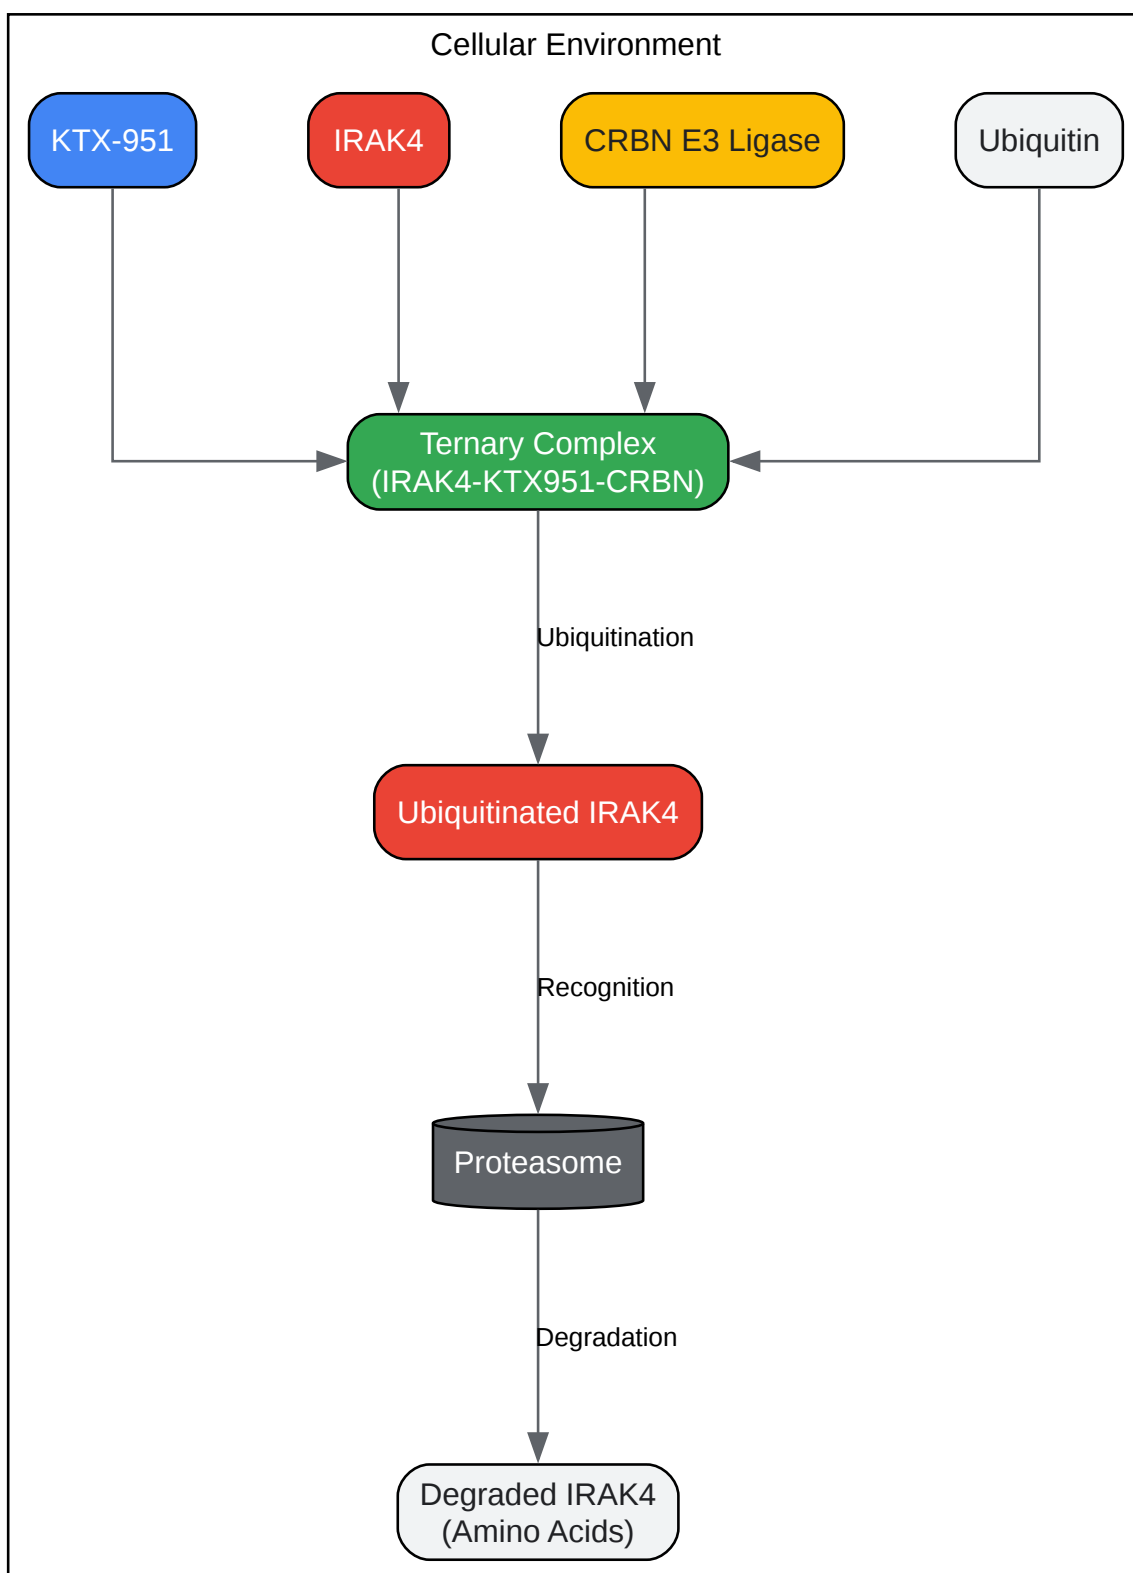 Cellular Environment
KTX-951
IRAK4
CRBN E3 Ligase
Ubiquitin
Ternary Complex
(IRAK4-KTX951-CRBN)
Ubiquitination
Ubiquitinated IRAK4
Recognition
Proteasome
Degradation
Degraded IRAK4
(Amino Acids)